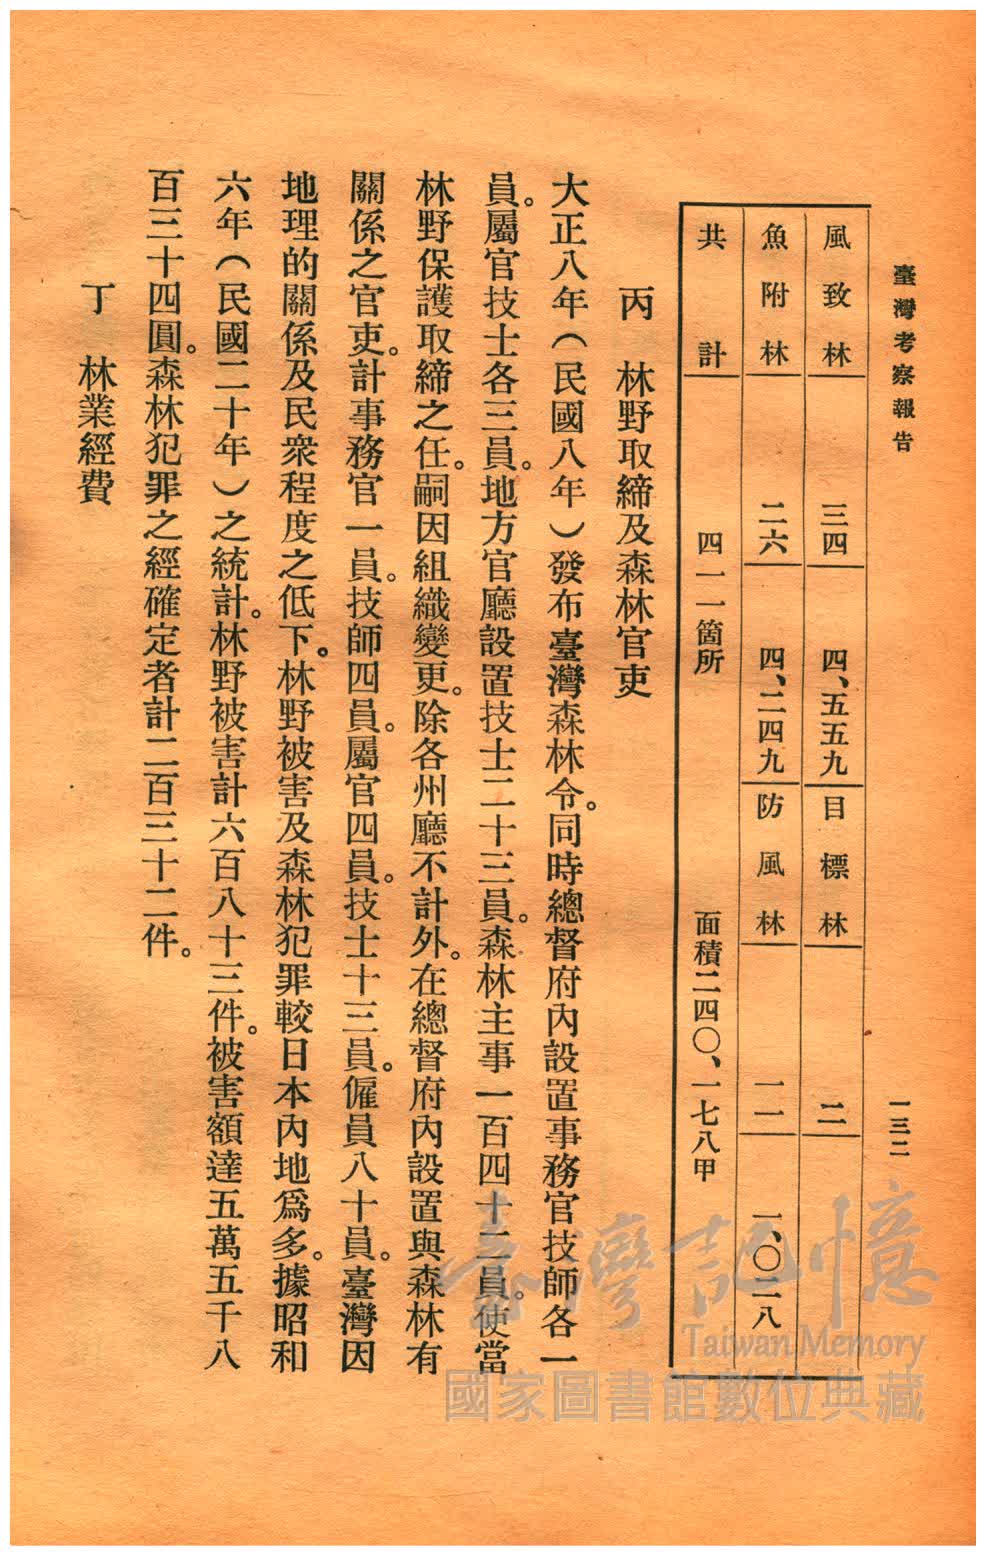 臺灣考察報告
一三二
風致林 三四 四、五五九 目標林 二
魚附林 二六 四、二四九 防風林 一一 一、〇二八
共計 四一一箇所 面積二四〇、一七八甲
丙 林野取締及森林官吏
大正八年（民國八年）發布臺灣森林令。同時總督府內設置事務官技師各一
員。屬官技士各三員。地方官廳設置技士二十三員。森林主事一百四十二員。使當
林野保護取締之任。嗣因組織變更。除各州廳不計外。在總督府內設置與森林有
關係之官吏。計事務官一員。技師四員。屬官四員。技士十三員。僱員八十員。臺灣因
地理的關係及民衆程度之低下。林野被害及森林犯罪較日本內地爲多。據昭和
六年（民國二十年）之統計。林野被害計六百八十三件。被害額達五萬五千八
百三十四圓。森林犯罪之經確定者計二百三十二件。
丁 林業經費
臺灣記憶
Taiwan Memory
國家圖書館數位典藏